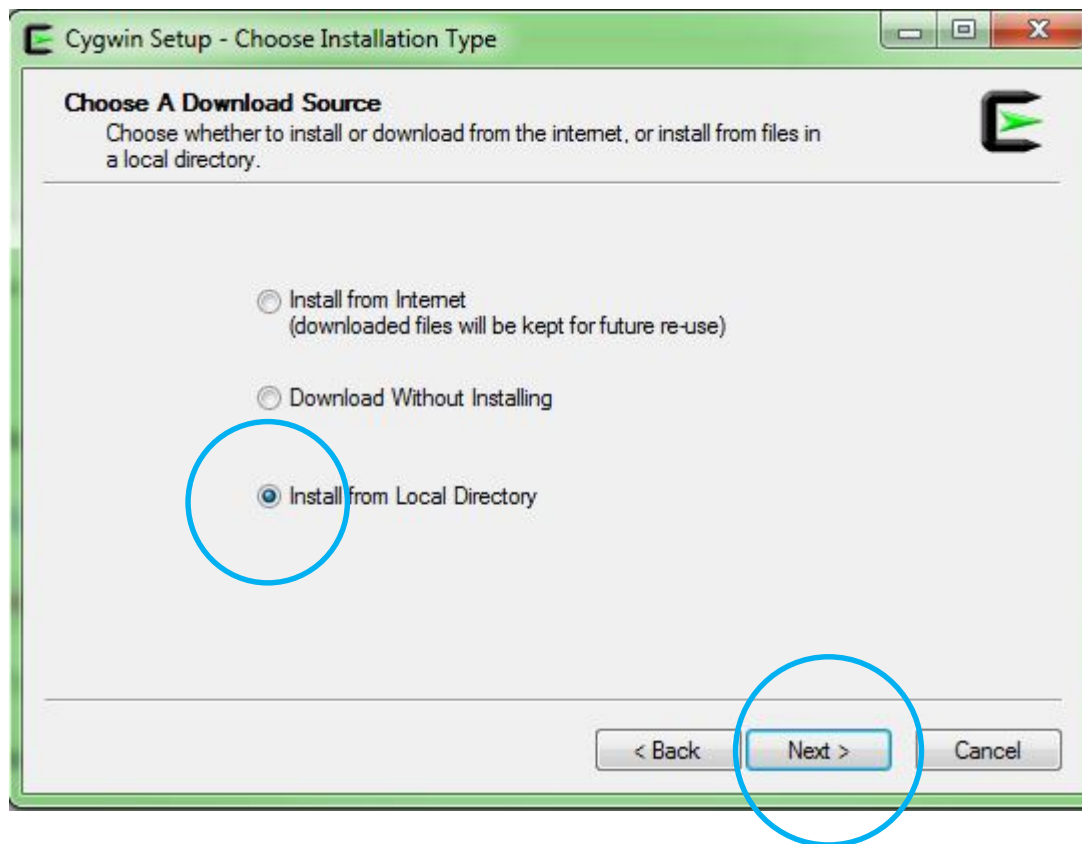 Cygwin Setup - Choose Installation Type
Choose A Download Source
Choose whether to install or download from the internet, or install from files in
a local directory.
Install from Internet
(downloaded files will be kept for future re-use)
Download Without Installing
Install from Local Directory
< Back Next > Cancel